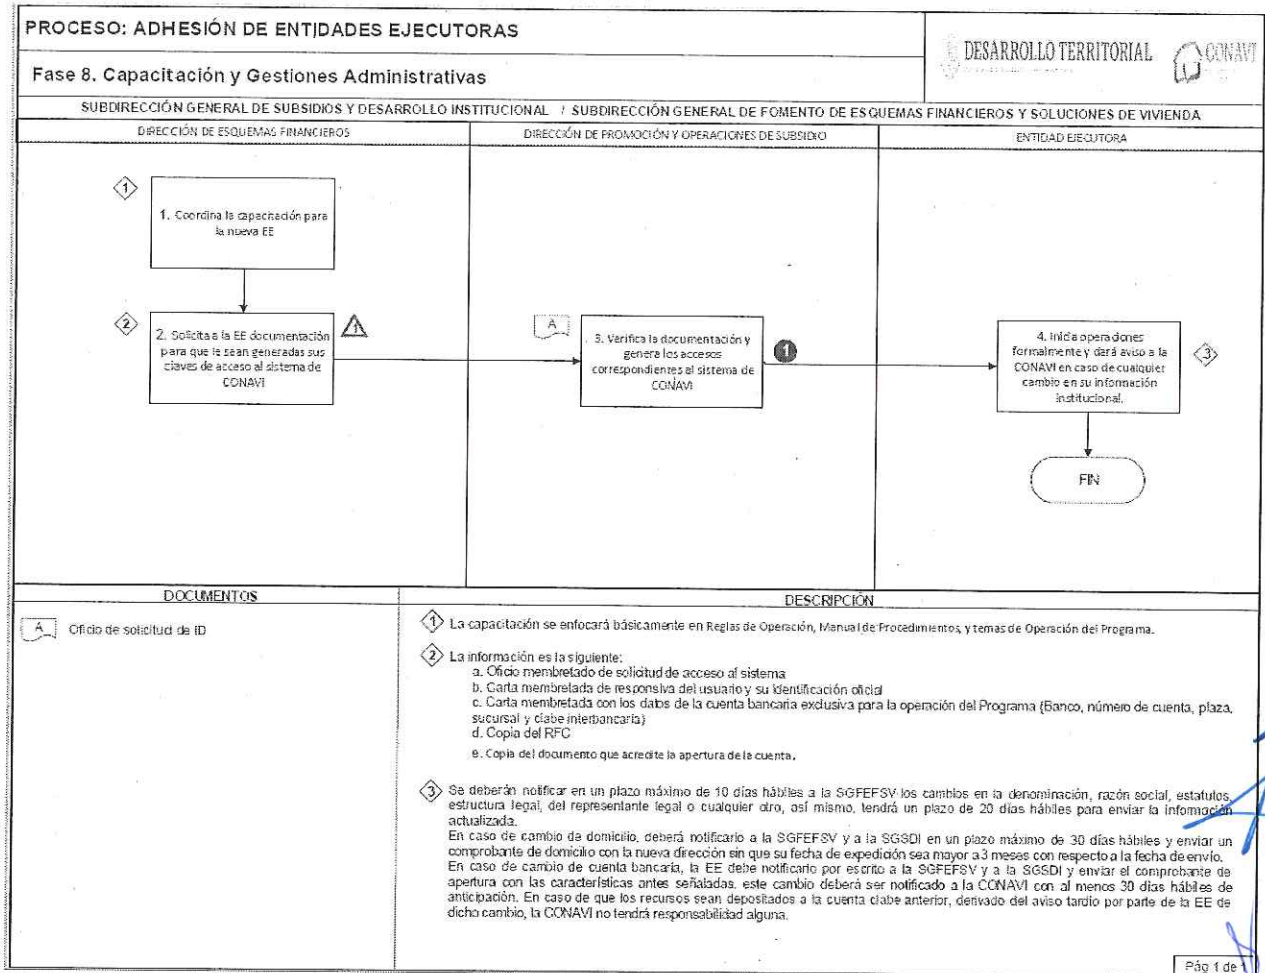 PROCESO: ADHESIÓN DE ENTIDADES EJECUTORAS
DESARROLLO TERRITORIAL
CONAVI
Fase 8. Capacitación y Gestiones Administrativas
SUBDIRECCIÓN GENERAL DE SUBSIDIOS Y DESARROLLO INSTITUCIONAL / SUBDIRECCIÓN GENERAL DE FOMENTO DE ESQUEMAS FINANCIEROS Y SOLUCIONES DE VIVIENDA
DIRECCIÓN DE ESQUEMAS FINANCIEROS
DIRECCIÓN DE PROMOCIÓN Y OPERACIONES DE SUBSIDIO
ENTIDAD EJECUTORA
1
1. Coordina la capacitación para
la nueva EE
2
2. Solicita a la EE documentación
para que le sean generadas sus
claves de acceso al sistema de
CONAVI
1
A
3. Verifica la documentación y
genera los accesos
correspondientes al sistema de
CONAVI
1
4. Inicia operaciones
formalmente y dará aviso a la
CONAVI en caso de cualquier
cambio en su información
institucional.
3
FIN
DOCUMENTOS
A Oficio de solicitud de ID
DESCRIPCIÓN
1 La capacitación se enfocará básicamente en Reglas de Operación, Manual de Procedimientos, y temas de Operación del Programa.
2 La información es la siguiente:
a. Oficio membretado de solicitud de acceso al sistema
b. Carta membretada de responsiva del usuario y su identificación oficial
c. Carta membretada con los datos de la cuenta bancaria exclusiva para la operación del Programa (Banco, número de cuenta, plaza,
sucursal y clabe interbancaria)
d. Copia del RFC
e. Copia del documento que acredite la apertura de la cuenta.
3 Se deberán notificar en un plazo máximo de 10 días hábiles a la SGFEFSV los cambios en la denominación, razón social, estatutos,
estructura legal, del representante legal o cualquier otro, así mismo, tendrá un plazo de 20 días hábiles para enviar la información
actualizada.
En caso de cambio de domicilio, deberá notificarlo a la SGFEFSV y a la SGSDI en un plazo máximo de 30 días hábiles y enviar un
comprobante de domicilio con la nueva dirección sin que su fecha de expedición sea mayor a 3 meses con respecto a la fecha de envío.
En caso de cambio de cuenta bancaria, la EE debe notificarlo por escrito a la SGFEFSV y a la SGSDI y enviar el comprobante de
apertura con las características antes señaladas, este cambio deberá ser notificado a la CONAVI con al menos 30 días hábiles de
anticipación. En caso de que los recursos sean depositados a la cuenta clabe anterior, derivado del aviso tardío por parte de la EE de
dicho cambio, la CONAVI no tendrá responsabilidad alguna.
Pág 1 de 1